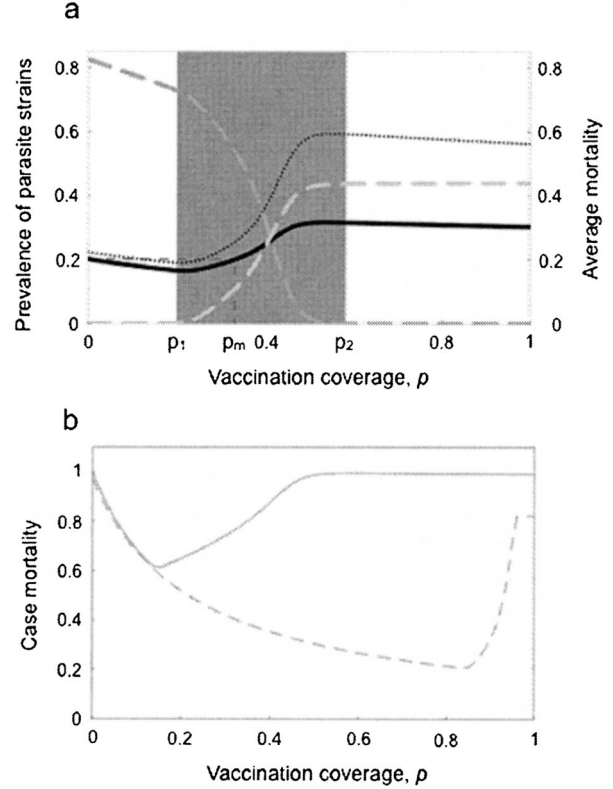 a
Prevalence of parasite strains
Average mortality
0.8 0.8
0.6 0.6
0.4 0.4
0.2 0.2
0 0
0 p₁ pₘ 0.4 p₂ 0.8 1
Vaccination coverage, p
b
Case mortality
1
0.8
0.6
0.4
0.2
0
0 0.2 0.4 0.6 0.8 1
Vaccination coverage, p